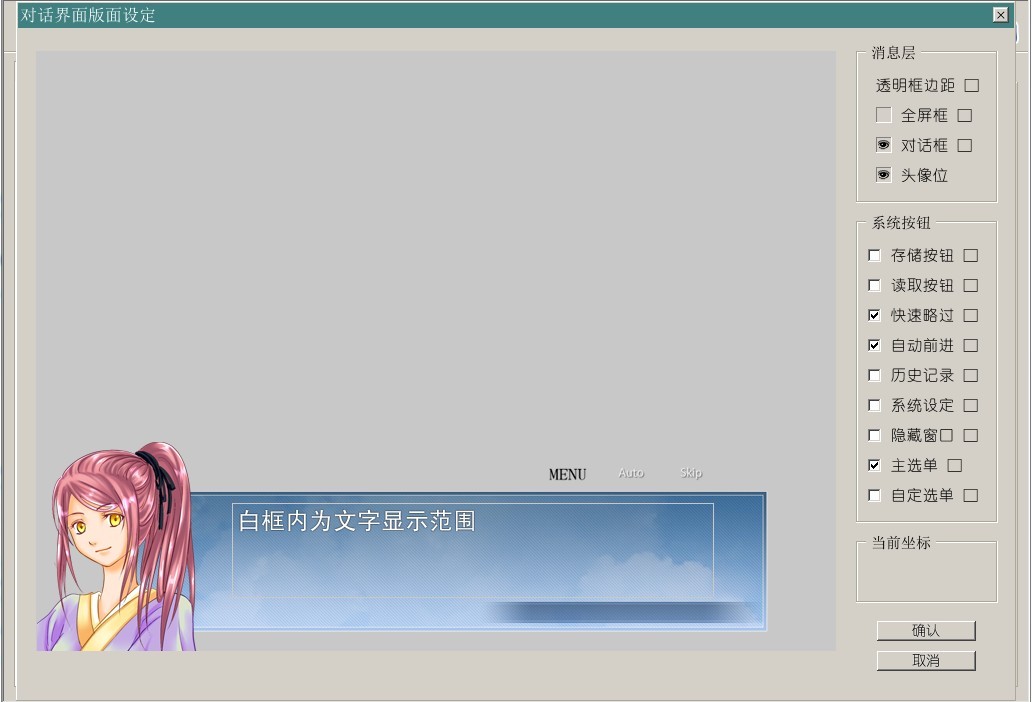 对话界面版面设定
消息层
透明框边距 □
全屏框 □
对话框 □
头像位
系统按钮
存储按钮 □
读取按钮 □
快速略过 □
自动前进 □
历史记录 □
系统设定 □
隐藏窗口 □
主选单 □
自定选单 □
MENU Auto Skip
白框内为文字显示范围
当前坐标
确认
取消